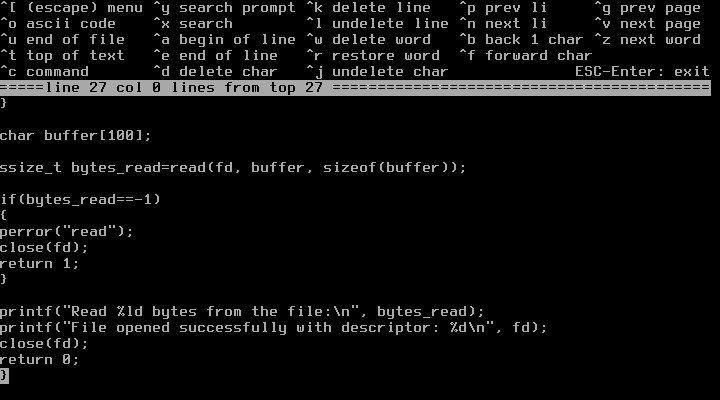 ^[ (escape) menu ^y search prompt ^k delete line ^p prev li ^g prev page
^o ascii code ^x search ^l undelete line ^n next li ^v next page
^u end of file ^a begin of line ^w delete word ^b back 1 char ^z next word
^t top of text ^e end of line ^r restore word ^f forward char
^c command ^d delete char ^j undelete char ESC-Enter: exit
=====line 27 col 0 lines from top 27 ==========================================
}
char buffer[100];
ssize_t bytes_read=read(fd, buffer, sizeof(buffer));
if(bytes_read==-1)
{
perror("read");
close(fd);
return 1;
}
printf("Read %ld bytes from the file:\n", bytes_read);
printf("File opened successfully with descriptor: %d\n", fd);
close(fd);
return 0;
}